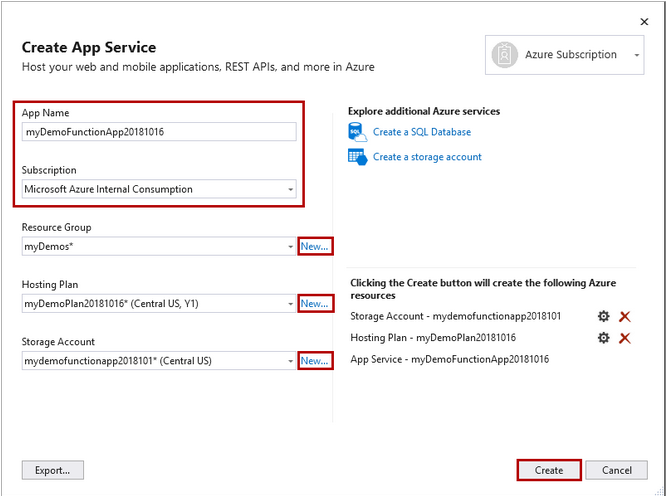 Create App Service
Host your web and mobile applications, REST APIs, and more in Azure
Azure Subscription
App Name
myDemoFunctionApp20181016
Subscription
Microsoft Azure Internal Consumption
Resource Group
myDemos*
New...
Hosting Plan
myDemoPlan20181016* (Central US, Y1)
New...
Storage Account
mydemofunctionapp2018101* (Central US)
New...
Explore additional Azure services
SQL
Create a SQL Database
Create a storage account
Clicking the Create button will create the following Azure
resources
Storage Account - mydemofunctionapp2018101
Hosting Plan - myDemoPlan20181016
App Service - myDemoFunctionApp20181016
Export...
Create
Cancel